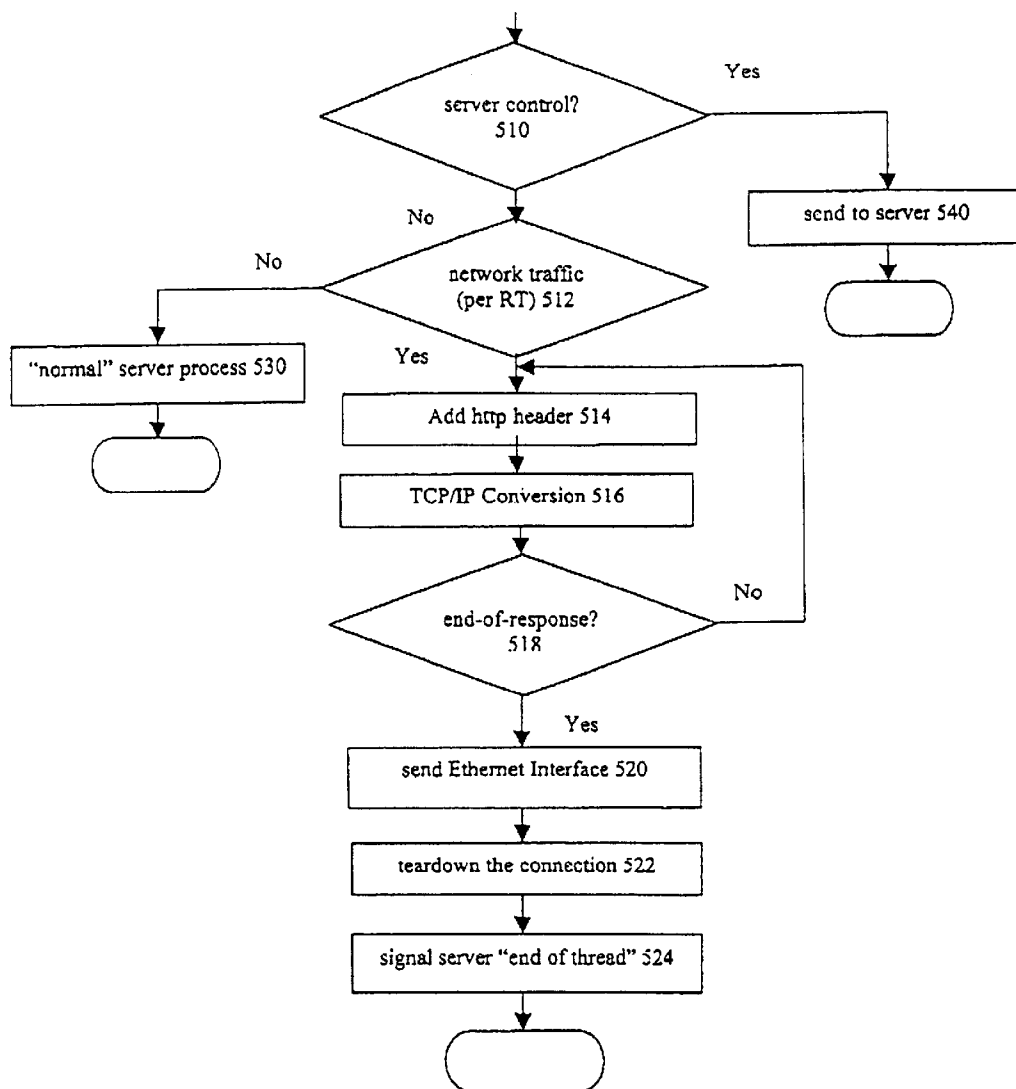 Yes
server control?
510
No
send to server 540
No
network traffic
(per RT) 512
"normal" server process 530
Yes
Add http header 514
TCP/IP Conversion 516
end-of-response?
518
No
Yes
send Ethernet Interface 520
teardown the connection 522
signal server “end of thread” 524